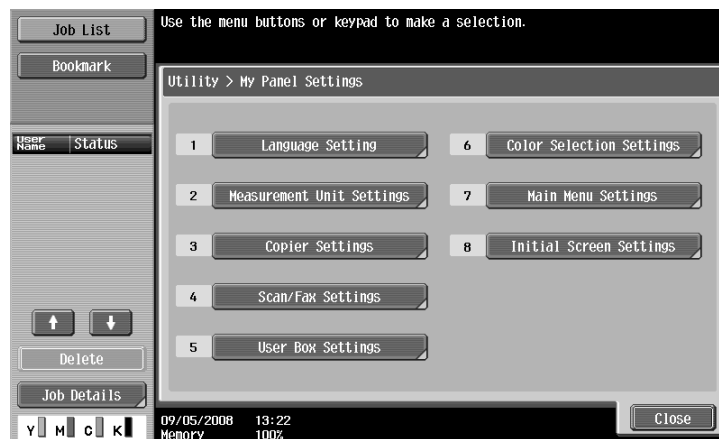 Job List
Bookmark
User Name
Status
Delete
Job Details
Y M C K
Use the menu buttons or keypad to make a selection.
Utility > My Panel Settings
1 Language Setting
2 Measurement Unit Settings
3 Copier Settings
4 Scan/Fax Settings
5 User Box Settings
6 Color Selection Settings
7 Main Menu Settings
8 Initial Screen Settings
09/05/2008 13:22
Memory 100%
Close